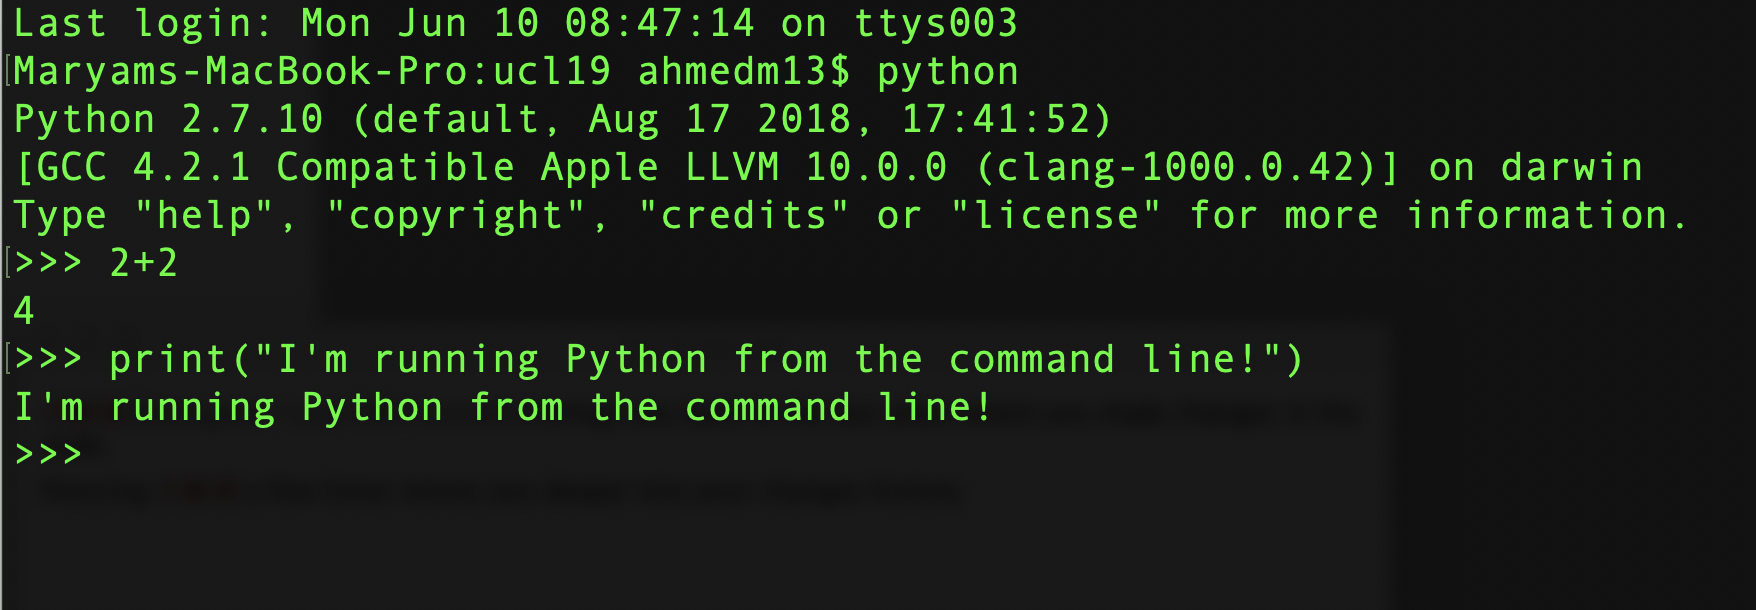 Last login: Mon Jun 10 08:47:14 on ttys003
[Maryams-MacBook-Pro:ucl19 ahmedm13$ python
Python 2.7.10 (default, Aug 17 2018, 17:41:52)
[GCC 4.2.1 Compatible Apple LLVM 10.0.0 (clang-1000.0.42)] on darwin
Type "help", "copyright", "credits" or "license" for more information.
[>>> 2+2
4
[>>> print("I'm running Python from the command line!")
I'm running Python from the command line!
>>>